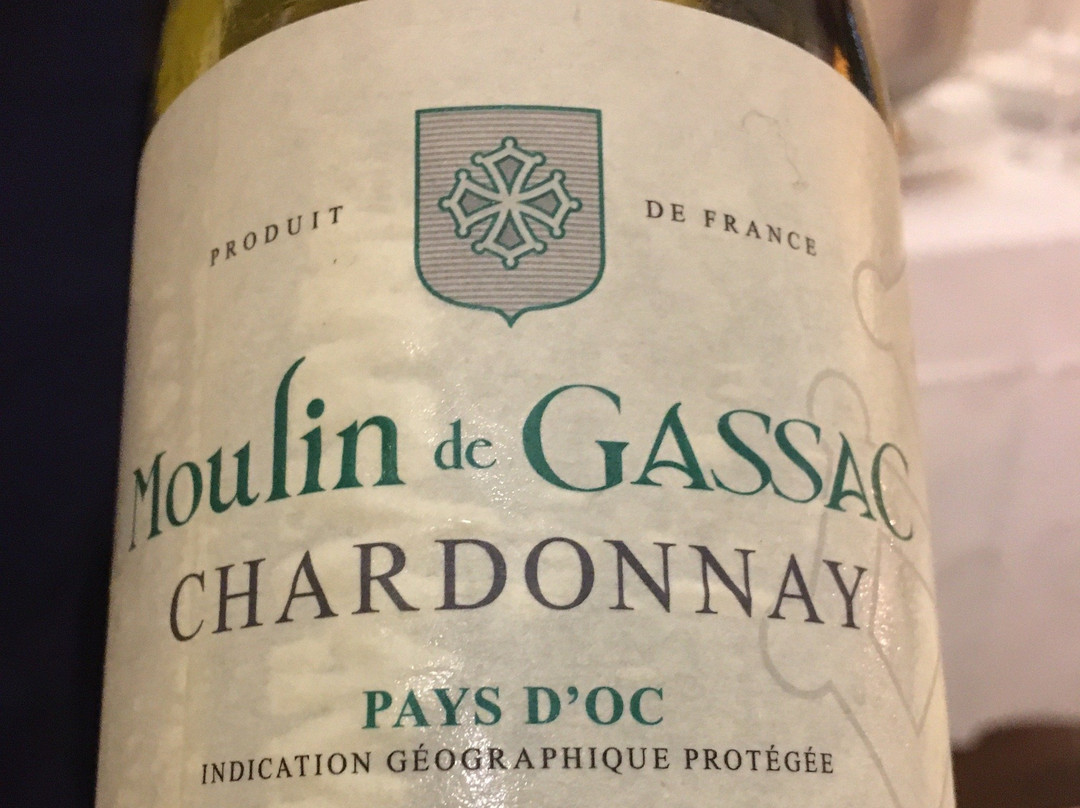 PRODUIT DE FRANCE
Moulin de GASSAC
CHARDONNAY
PAYS D'OC
INDICATION GÉOGRAPHIQUE PROTÉGÉE